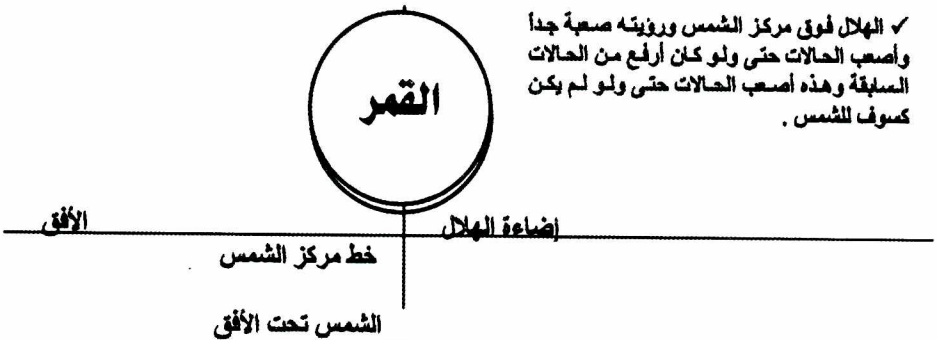 ✓ الهلال فوق مركز الشمس ورؤيته صعبة جداً
وأصعب الحالات حتى ولو كان أرفع من الحالات
السابقة وهذه أصعب الحالات حتى ولو لم يكن
كسوف للشمس .
القمر
إضاءة الهلال
الأفق
خط مركز الشمس
الشمس تحت الأفق